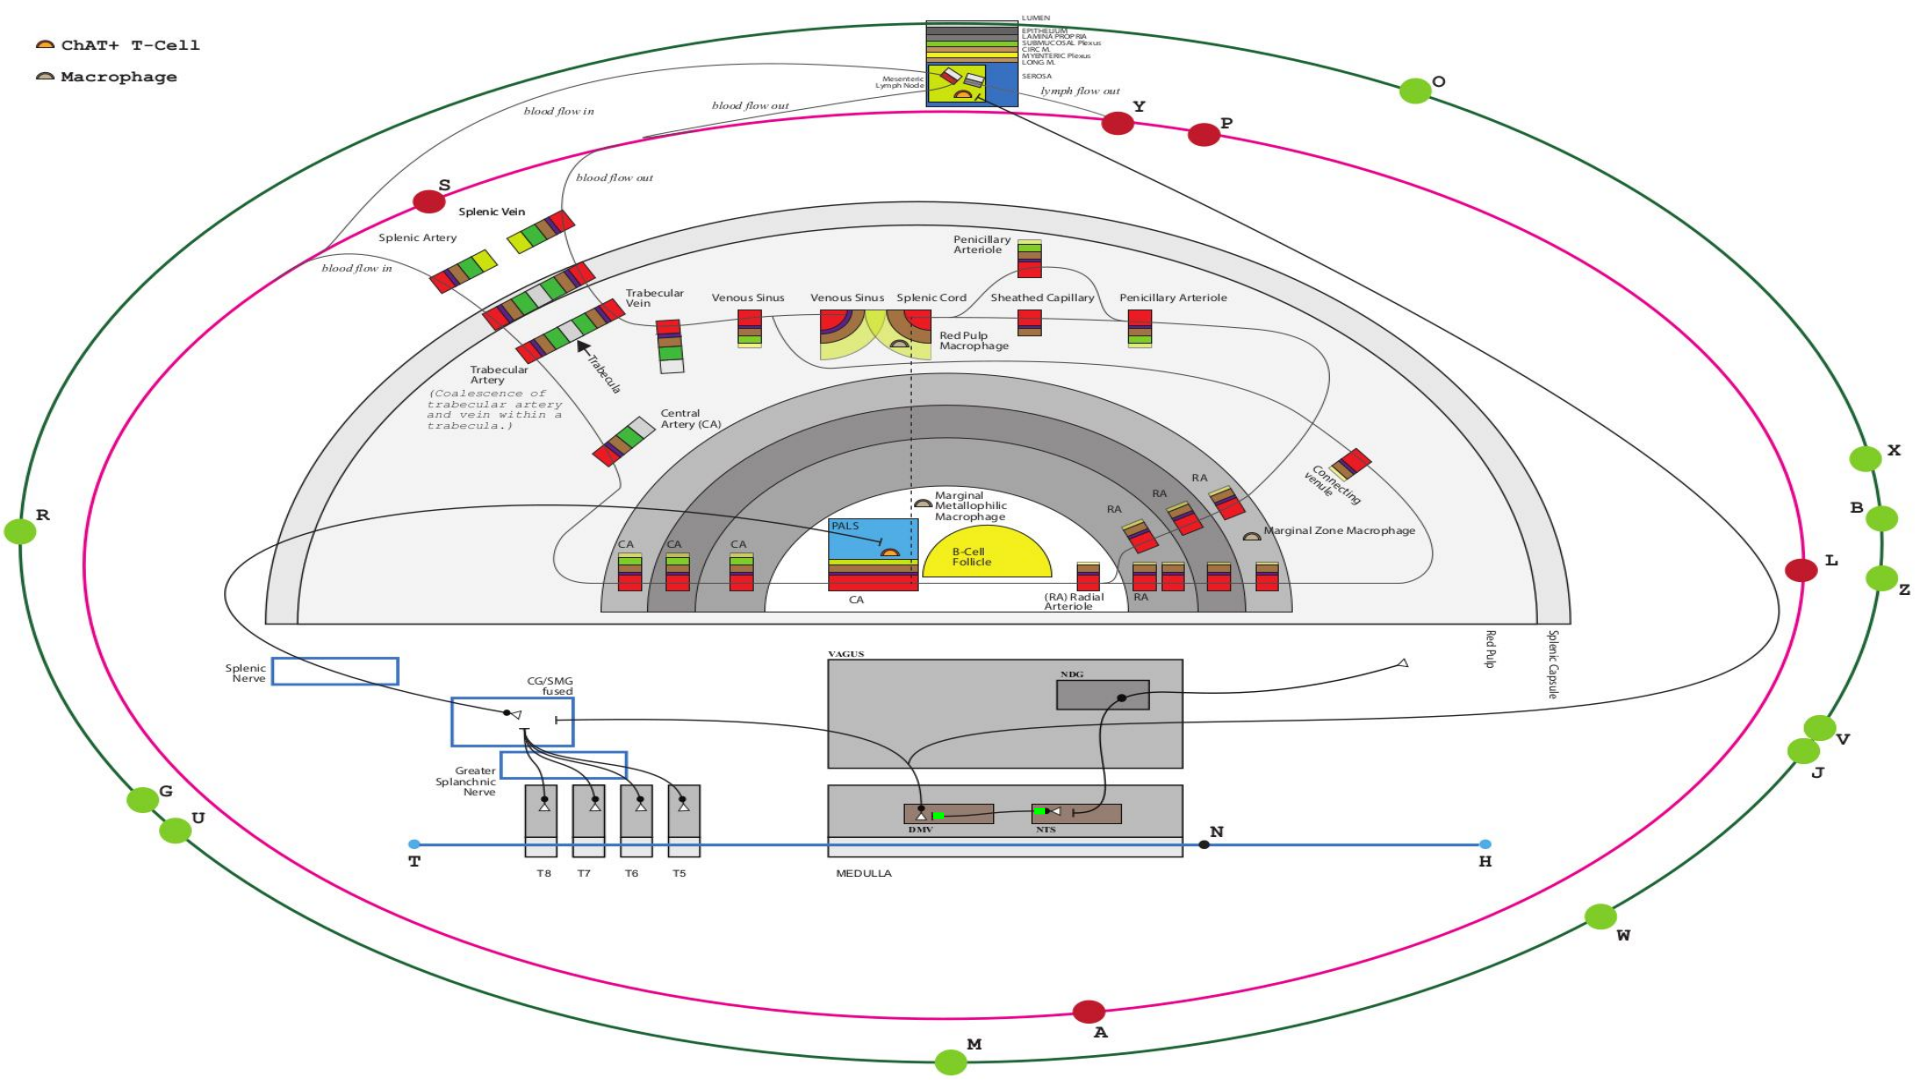 ChAT+ T-Cell
Macrophage
LUMEN
EPITHELIUM
LAMINA PROPRIA
SUBMUCOSAL Plexus
CIRC M.
MYENTERIC Plexus
LONG M.
SEROSA
Mesenteric
Lymph Node
lymph flow out
blood flow in
blood flow out
O
Y
P
S
blood flow out
Splenic Vein
Splenic Artery
blood flow in
Penicillary
Arteriole
Trabecular
Vein
Venous Sinus
Venous Sinus
Splenic Cord
Sheathed Capillary
Penicillary Arteriole
Red Pulp
Macrophage
Trabecula
Trabecular
Artery
(Coalescence of
trabecular artery
and vein within a
trabecula.)
Central
Artery (CA)
Connecting
venule
X
B
R
L
Z
RA
RA
RA
Marginal
Metallophilic
Macrophage
Marginal Zone Macrophage
PALS
B-Cell
Follicle
CA
CA
CA
CA
(RA) Radial
Arteriole
RA
Red Pulp
Splenic Capsule
Splenic
Nerve
CG/SMG
fused
VAGUS
NDG
Greater
Splanchnic
Nerve
V
J
G
U
DMV
NTS
T
N
H
T8
T7
T6
T5
MEDULLA
W
A
M